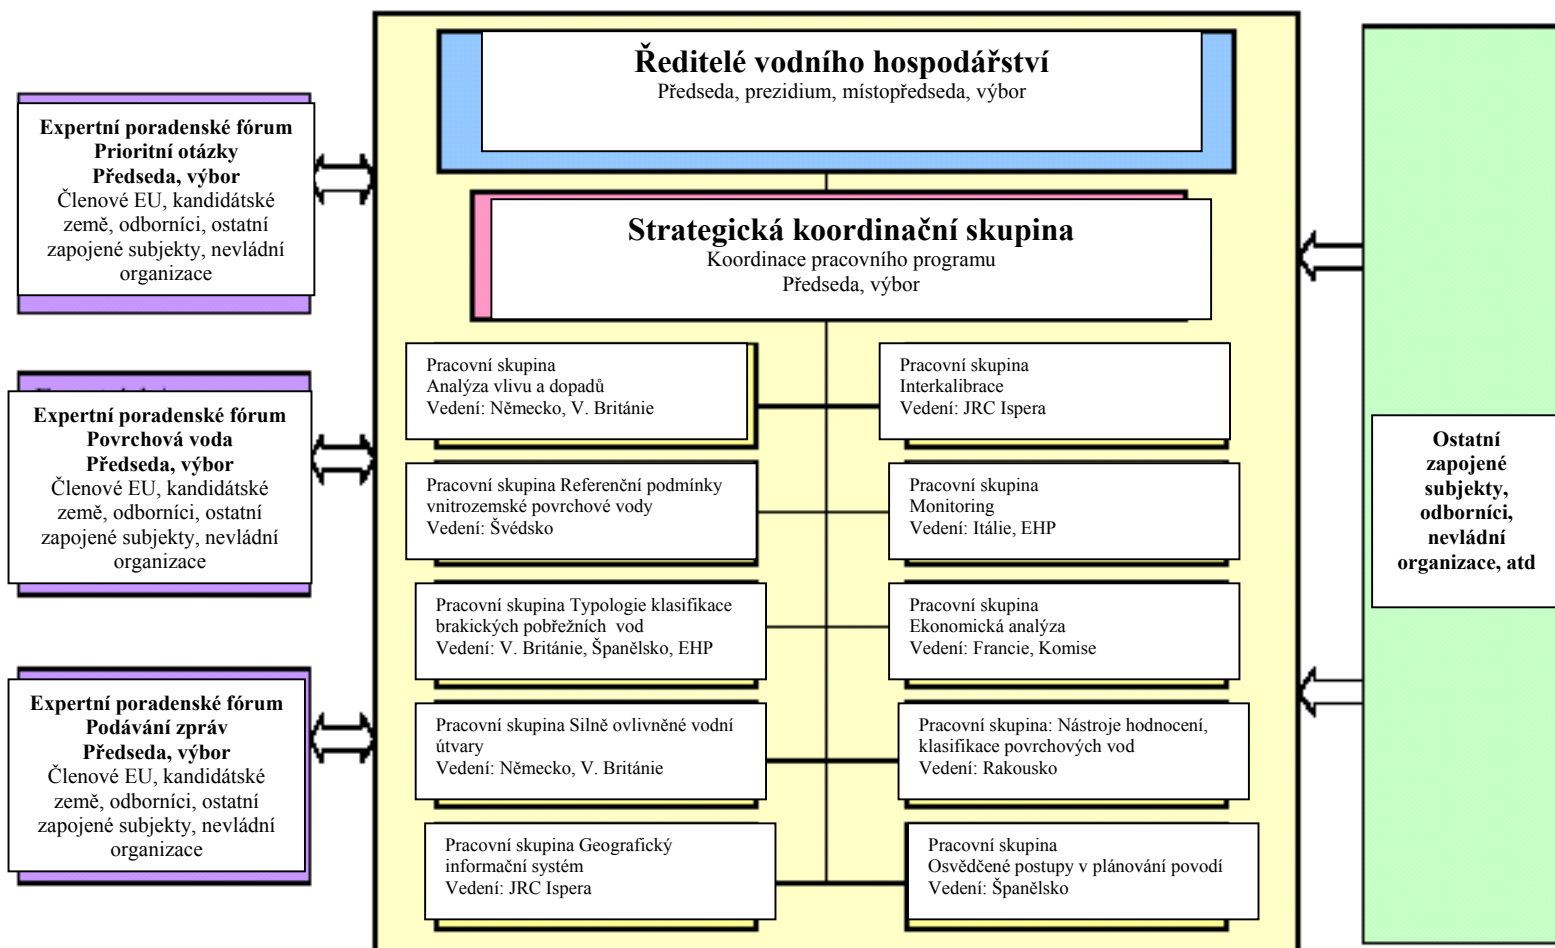 Ředitelé vodního hospodářství
Předseda, prezidium, místopředseda, výbor
Strategická koordinační skupina
Koordinace pracovního programu
Předseda, výbor
Expertní poradenské fórum
Prioritní otázky
Předseda, výbor
Členové EU, kandidátské
země, odborníci, ostatní
zapojené subjekty, nevládní
organizace
Expertní poradenské fórum
Povrchová voda
Předseda, výbor
Členové EU, kandidátské
země, odborníci, ostatní
zapojené subjekty, nevládní
organizace
Expertní poradenské fórum
Podávání zpráv
Předseda, výbor
Členové EU, kandidátské
země, odborníci, ostatní
zapojené subjekty, nevládní
organizace
Pracovní skupina
Analýza vlivu a dopadů
Vedení: Německo, V. Británie
Pracovní skupina
Interkalibrace
Vedení: JRC Ispera
Pracovní skupina Referenční podmínky
vnitrozemské povrchové vody
Vedení: Švédsko
Pracovní skupina
Monitoring
Vedení: Itálie, EHP
Pracovní skupina Typologie klasifikace
brakických pobřežních vod
Vedení: V. Británie, Španělsko, EHP
Pracovní skupina
Ekonomická analýza
Vedení: Francie, Komise
Pracovní skupina Silně ovlivněné vodní
útvary
Vedení: Německo, V. Británie
Pracovní skupina: Nástroje hodnocení,
klasifikace povrchových vod
Vedení: Rakousko
Pracovní skupina Geografický
informační systém
Vedení: JRC Ispera
Pracovní skupina
Osvědčené postupy v plánování povodí
Vedení: Španělsko
Ostatní
zapojené
subjekty,
odborníci,
nevládní
organizace, atd